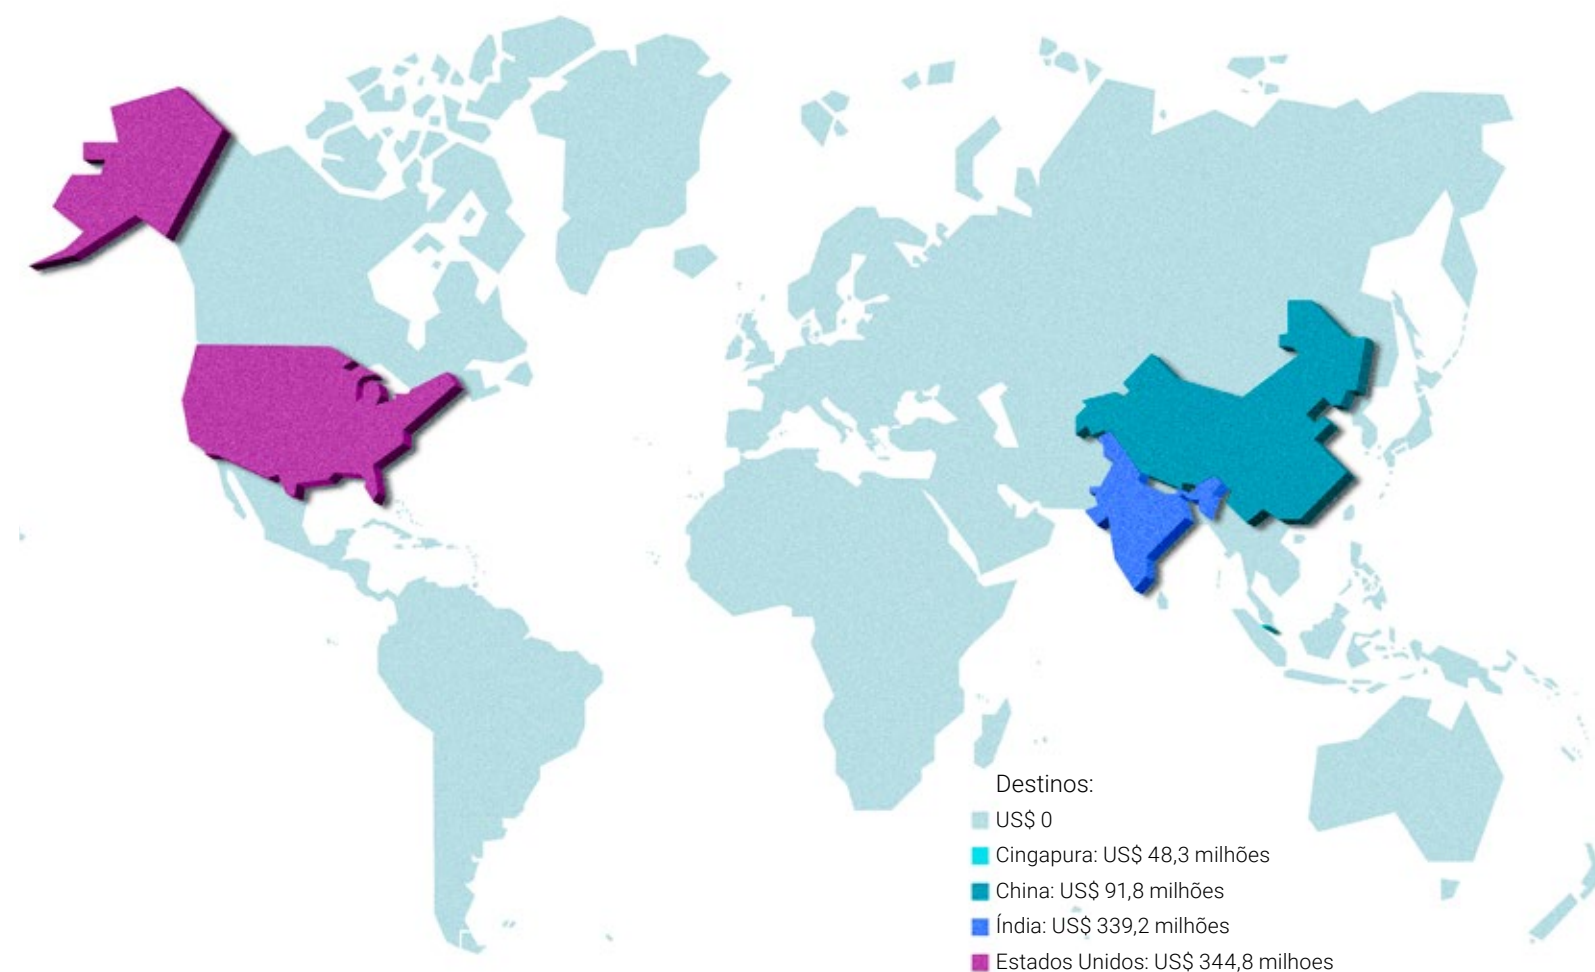 Destinos:
US$ 0
Cingapura: US$ 48,3 milhões
China: US$ 91,8 milhões
Índia: US$ 339,2 milhões
Estados Unidos: US$ 344,8 milhoes